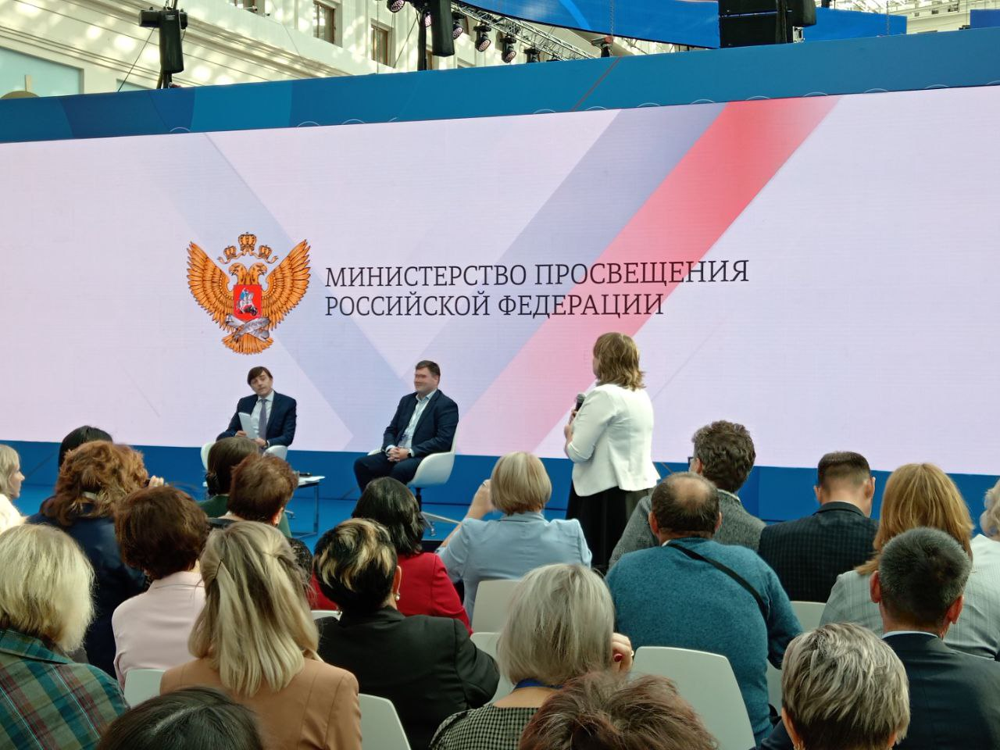 МИНИСТЕРСТВО ПРОСВЕЩЕНИЯ
РОССИЙСКОЙ ФЕДЕРАЦИИ